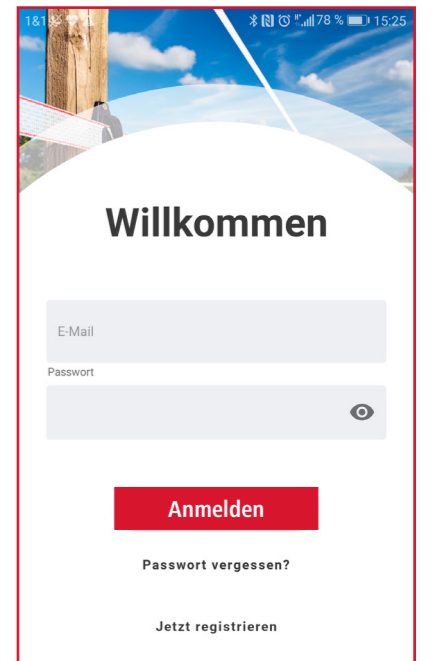 1&1
78 % 15:25
Willkommen
E-Mail
Passwort
Anmelden
Passwort vergessen?
Jetzt registrieren